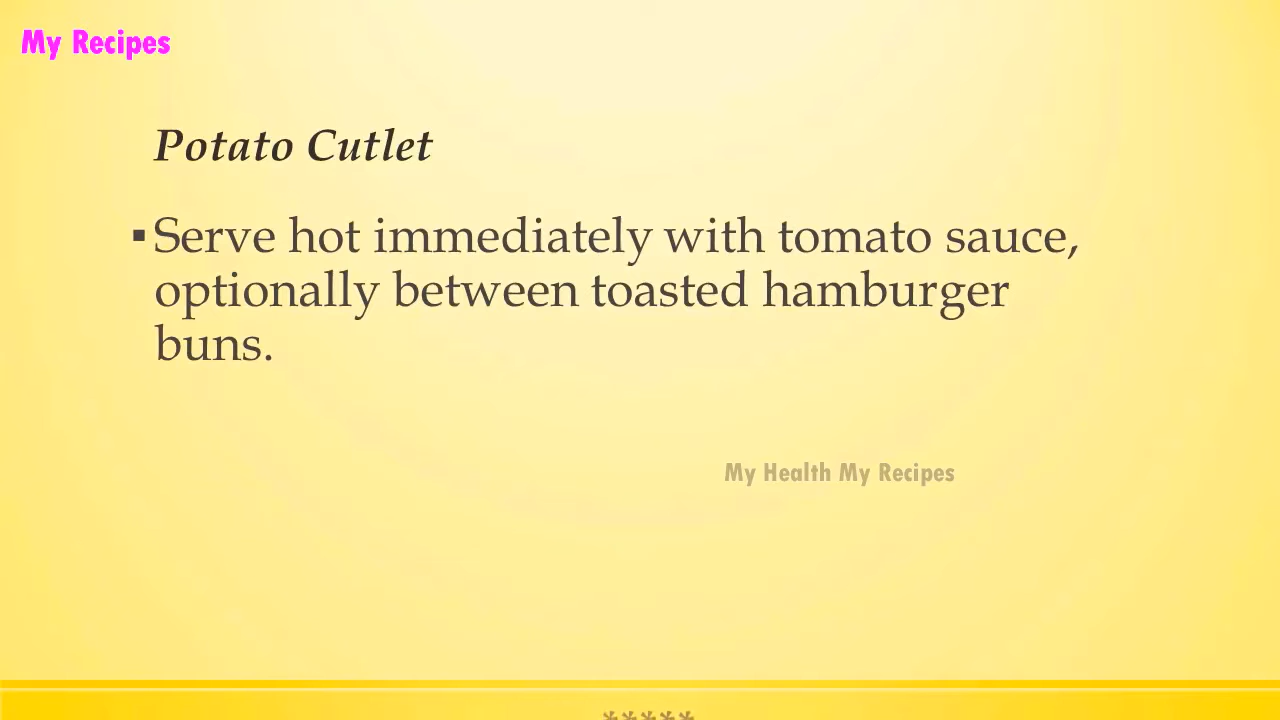 My Recipes
Potato Cutlet
▪Serve hot immediately with tomato sauce,
optionally between toasted hamburger
buns.
My Health My Recipes
*****